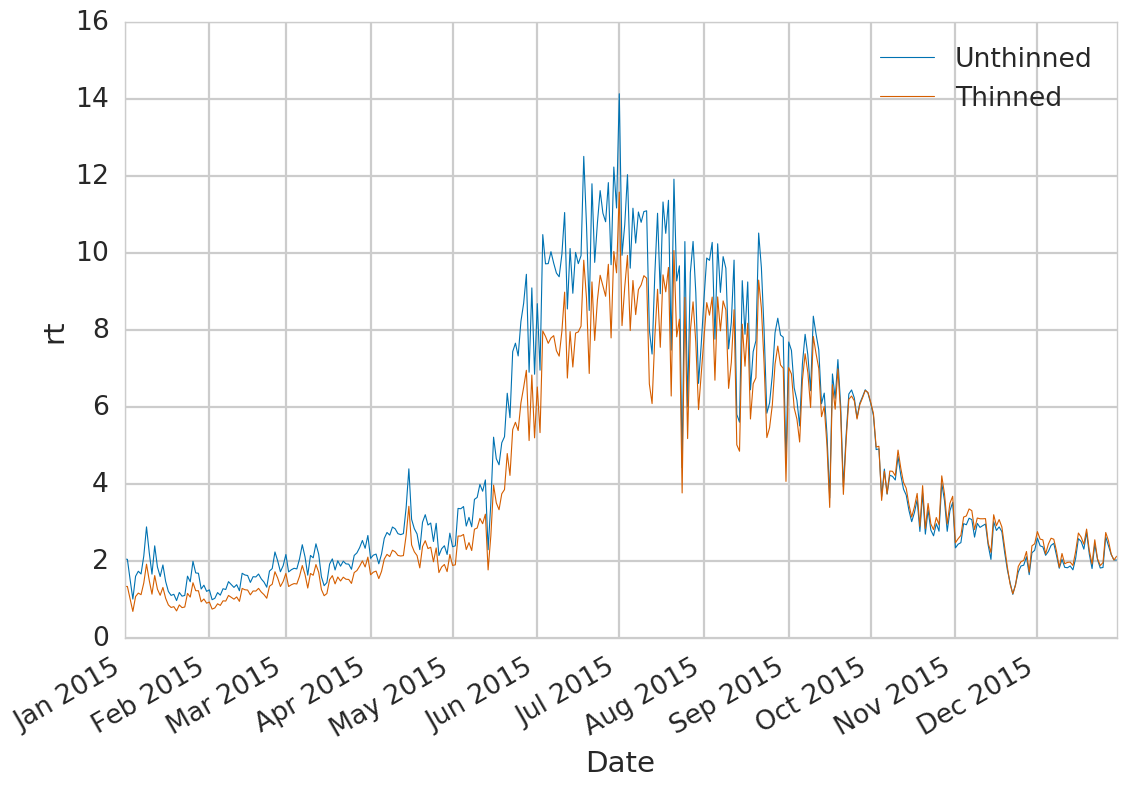 16
14
12
10
8
6
4
2
0
rt
Unthinned
Thinned
Jan 2015
Feb 2015
Mar 2015
Apr 2015
May 2015
Jun 2015
Jul 2015
Aug 2015
Sep 2015
Oct 2015
Nov 2015
Dec 2015
Date